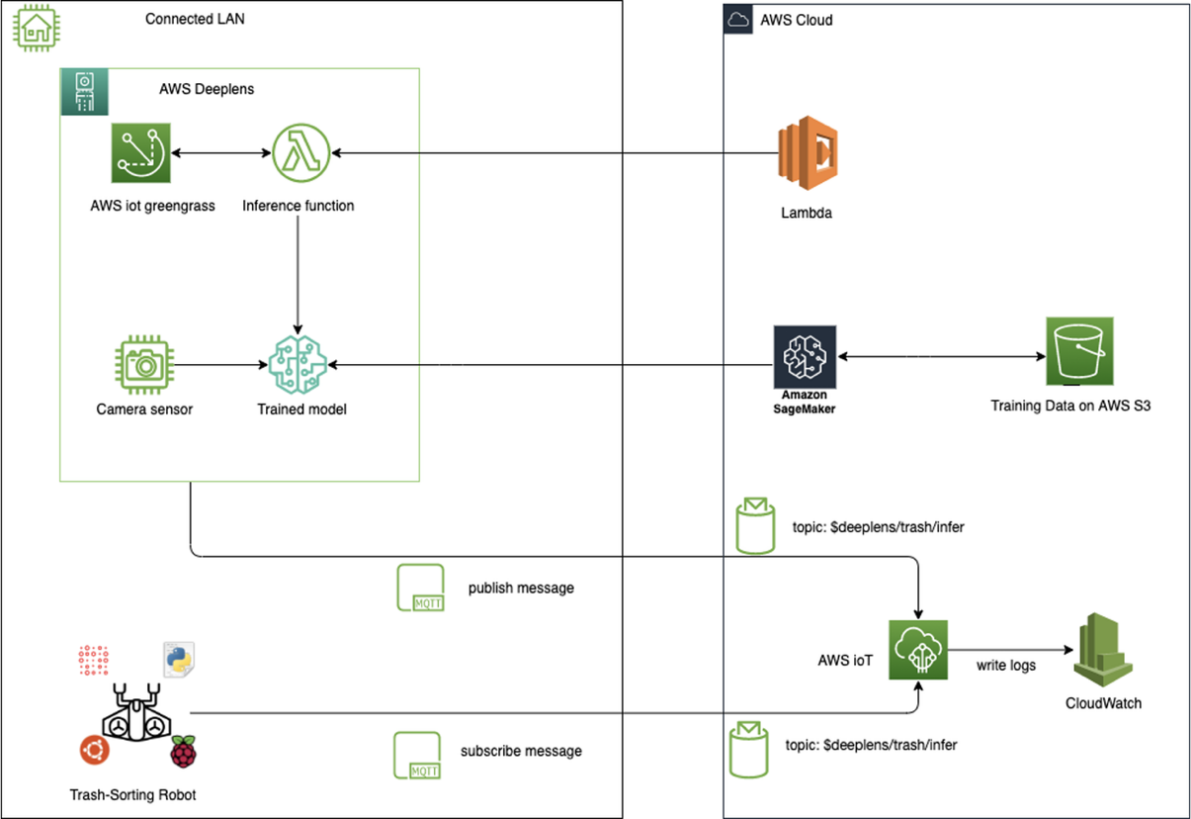 Connected LAN
AWS Cloud
AWS Deeplens
AWS iot greengrass
Inference function
Lambda
Camera sensor
Trained model
Amazon
SageMaker
Training Data on AWS S3
topic: $deeplens/trash/infer
MQTT
publish message
AWS ioT
write logs
CloudWatch
MQTT
subscribe message
topic: $deeplens/trash/infer
Trash-Sorting Robot